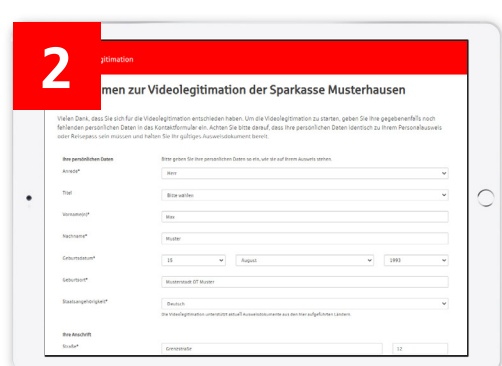 2
gitimation
men zur Videolegitimation der Sparkasse Musterhausen
Vielen Dank, dass Sie sich für die Videolegitimation entschieden haben. Um die Videolegitimation zu starten, geben Sie Ihre gegebenenfalls noch
fehlenden persönlichen Daten in das Kontaktformular ein. Achten Sie bitte darauf, dass Ihre persönlichen Daten identisch zu Ihrem Personalausweis
oder Reisepass sein müssen und halten Sie Ihr gültiges Ausweisdokument bereit.
Ihre persönlichen Daten Bitte geben Sie Ihre persönlichen Daten so ein, wie sie auf Ihrem Ausweis stehen.
Anrede* Herr
Titel Bitte wählen
Vorname(n)* Max
Nachname* Muster
Geburtsdatum* 15 August 1993
Geburtsort* Musterstadt OT Muster
Staatsangehörigkeit* Deutsch
Die Videolegitimation unterstützt aktuell Ausweisdokumente aus den hier aufgeführten Ländern.
Ihre Anschrift
Straße* 12